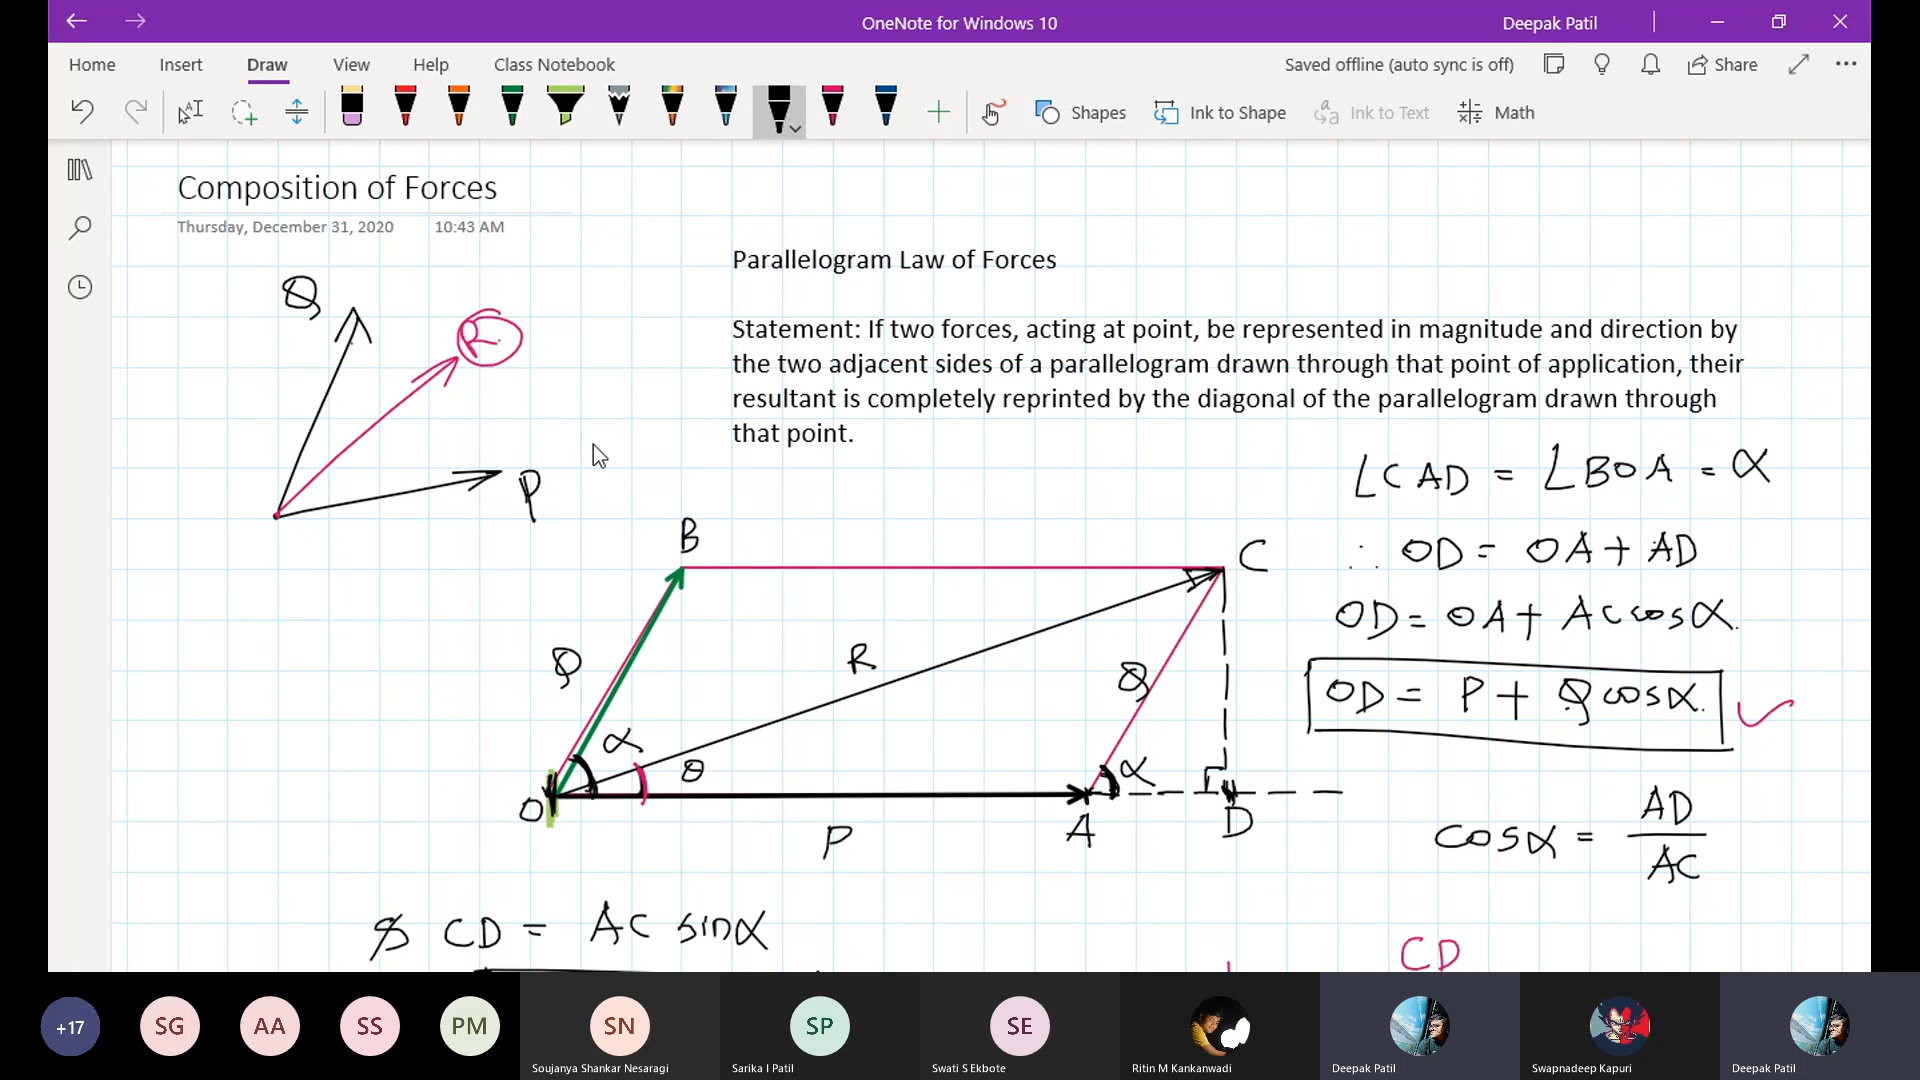 OneNote for Windows 10
Deepak Patil
Home Insert Draw View Help Class Notebook
Saved offline (auto sync is off)
Share
Shapes Ink to Shape Ink to Text Math
Composition of Forces
Thursday, December 31, 2020 10:43 AM
Parallelogram Law of Forces
Statement: If two forces, acting at point, be represented in magnitude and direction by
the two adjacent sides of a parallelogram drawn through that point of application, their
resultant is completely reprinted by the diagonal of the parallelogram drawn through
that point.
Q
R
P
∠CAD = ∠BOA = α
∴ OD = OA + AD
OD = OA + AC cosα.
OD = P + Q cosα.
cosα = AD / AC
B
C
Q
R
Q
α
θ
α
O
P
A
D
& CD = AC sinα
CD
+17
SG
AA
SS
PM
SN
SP
SE
Soujanya Shankar Nesaragi
Sarika I Patil
Swati S Ekbote
Ritin M Kankanwadi
Deepak Patil
Swapnadeep Kapuri
Deepak Patil